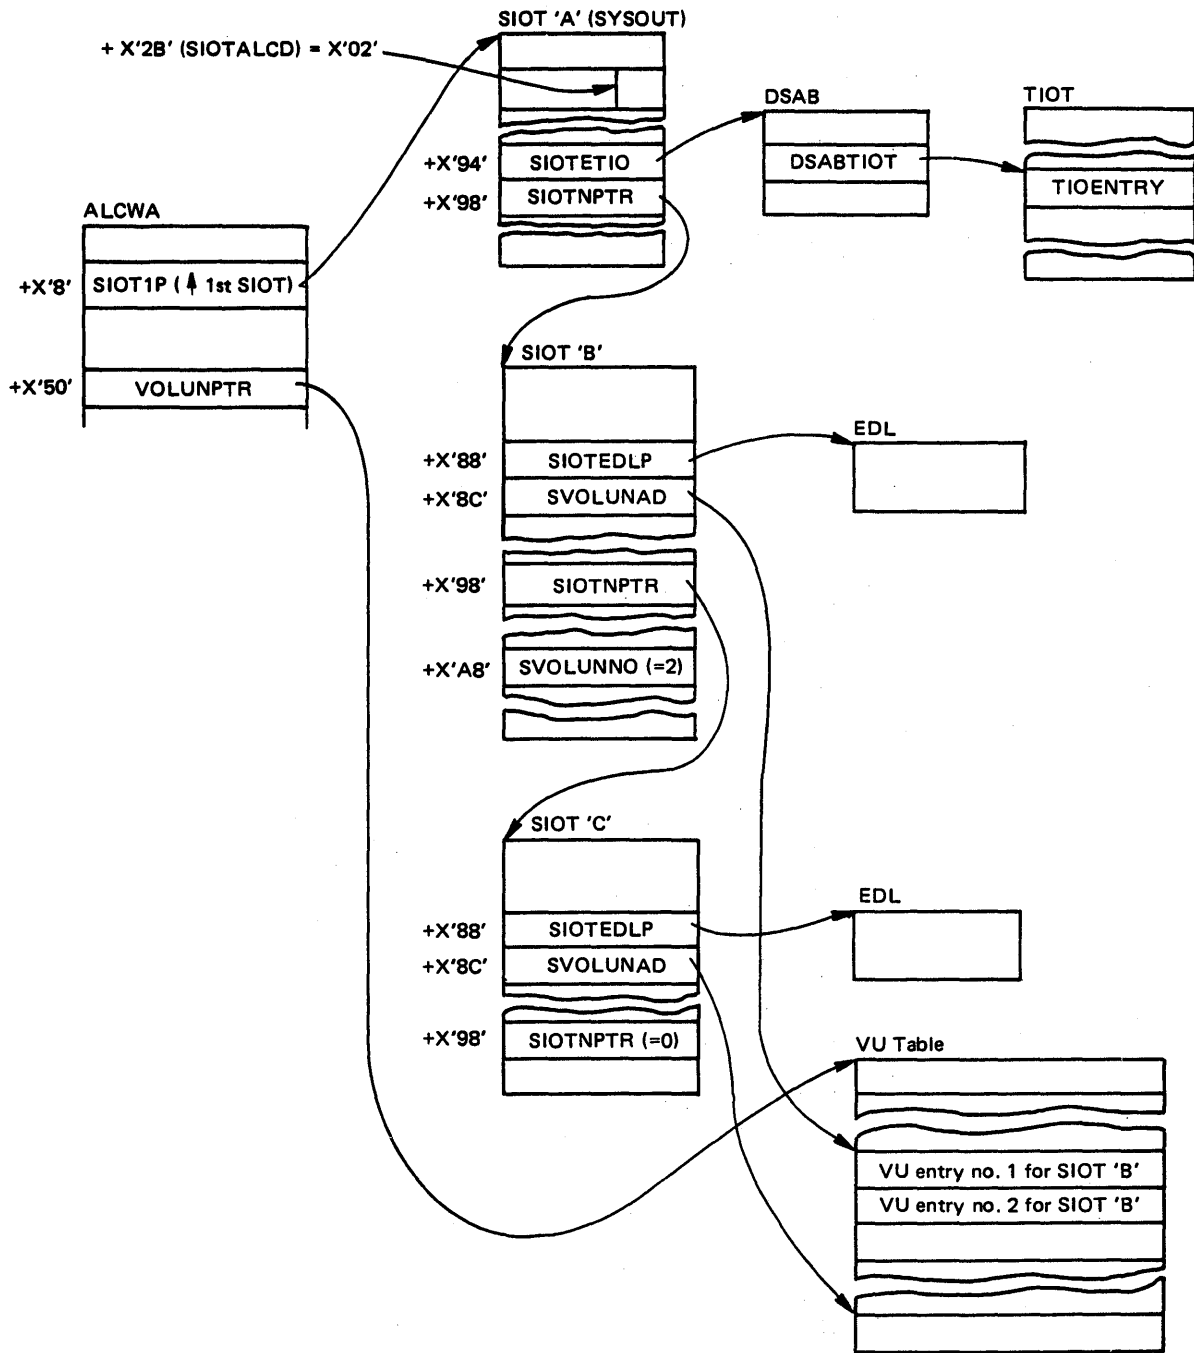 SIOT 'A' (SYSOUT)
+ X'2B' (SIOTALCD) = X'02'
DSAB
TIOT
+X'94'
SIOTETIO
DSABTIOT
TIOENTRY
+X'98'
SIOTNPTR
ALCWA
+X'8'
SIOT1P ( 1st SIOT)
+X'50'
VOLUNPTR
SIOT 'B'
EDL
+X'88'
SIOTEDLP
+X'8C'
SVOLUNAD
+X'98'
SIOTNPTR
+X'A8'
SVOLUNNO (=2)
SIOT 'C'
EDL
+X'88'
SIOTEDLP
+X'8C'
SVOLUNAD
+X'98'
SIOTNPTR (=0)
VU Table
VU entry no. 1 for SIOT 'B'
VU entry no. 2 for SIOT 'B'